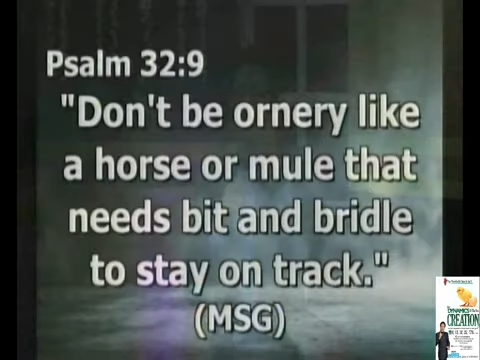 Psalm 32:9
"Don't be ornery like
a horse or mule that
needs bit and bridle
to stay on track."
(MSG)
DYNAMICS
CREATION